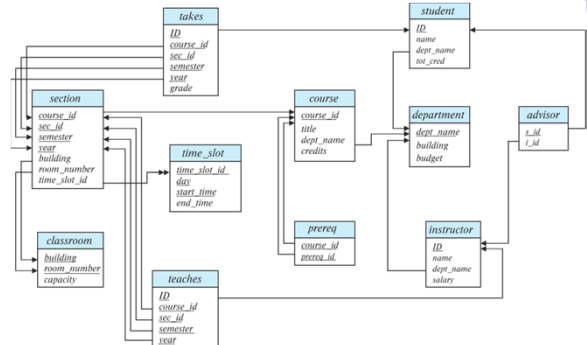 takes
ID
course_id
sec_id
semester
year
grade
student
ID
name
dept_name
tot_cred
section
course_id
sec_id
semester
year
building
room_number
time_slot_id
course
course_id
title
dept_name
credits
department
dept_name
building
budget
advisor
s_id
i_id
time_slot
time_slot_id
day
start_time
end_time
prereq
course_id
prereq_id
instructor
ID
name
dept_name
salary
classroom
building
room_number
capacity
teaches
ID
course_id
sec_id
semester
year